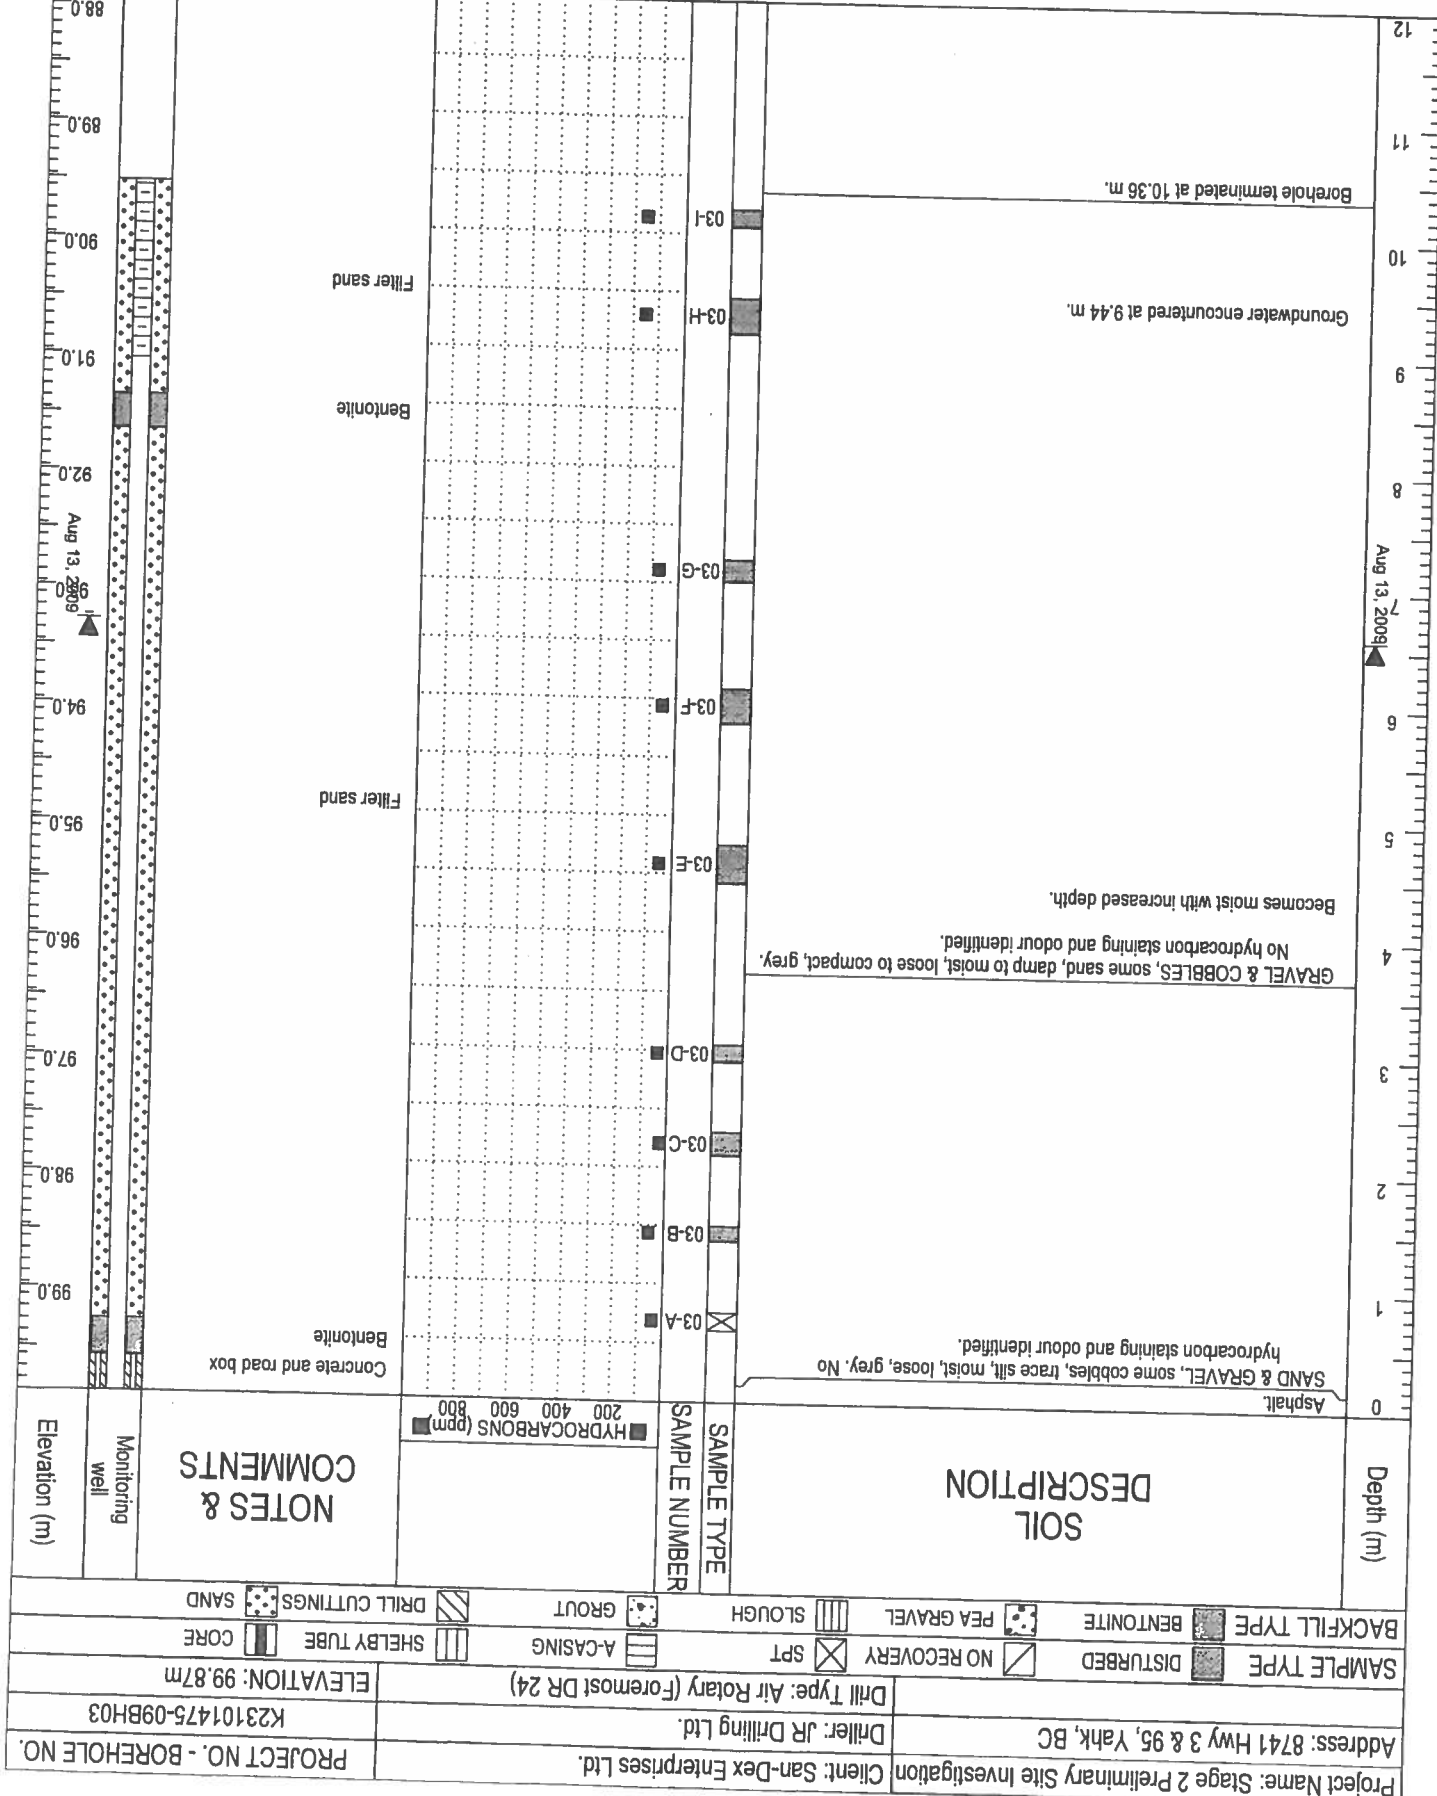 Project Name: Stage 2 Preliminary Site Investigation
Client: San-Dex Enterprises Ltd.
PROJECT NO. - BOREHOLE NO.
Address: 8741 Hwy 3 & 95, Yahk, BC
Driller: JR Drilling Ltd.
K23101475-09BH03
Drill Type: Air Rotary (Foremost DR 24)
ELEVATION: 99.87m
SAMPLE TYPE DISTURBED NO RECOVERY SPT A-CASING SHELBY TUBE CORE
BACKFILL TYPE BENTONITE PEA GRAVEL SLOUGH GROUT DRILL CUTTINGS SAND
Depth (m)
SOIL
DESCRIPTION
SAMPLE TYPE
SAMPLE NUMBER
HYDROCARBONS (ppm)
200 400 600 800
NOTES &
COMMENTS
Monitoring
well
Elevation (m)
0
Asphalt.
SAND & GRAVEL, some cobbles, trace silt, moist, loose, grey. No
hydrocarbon staining and odour identified.
Concrete and road box
Bentonite
1
03-A
99.0
03-B
2
98.0
03-C
3
03-D
97.0
GRAVEL & COBBLES, some sand, damp to moist, loose to compact, grey.
No hydrocarbon staining and odour identified.
4
96.0
Becomes moist with increased depth.
03-E
5
95.0
Filter sand
6
03-F
94.0
Aug 13, 2009
Aug 13, 2009
7
93.0
03-G
8
92.0
Bentonite
9
91.0
Groundwater encountered at 9.44 m.
03-H
Filter sand
10
90.0
03-I
Borehole terminated at 10.36 m.
11
89.0
12
88.0